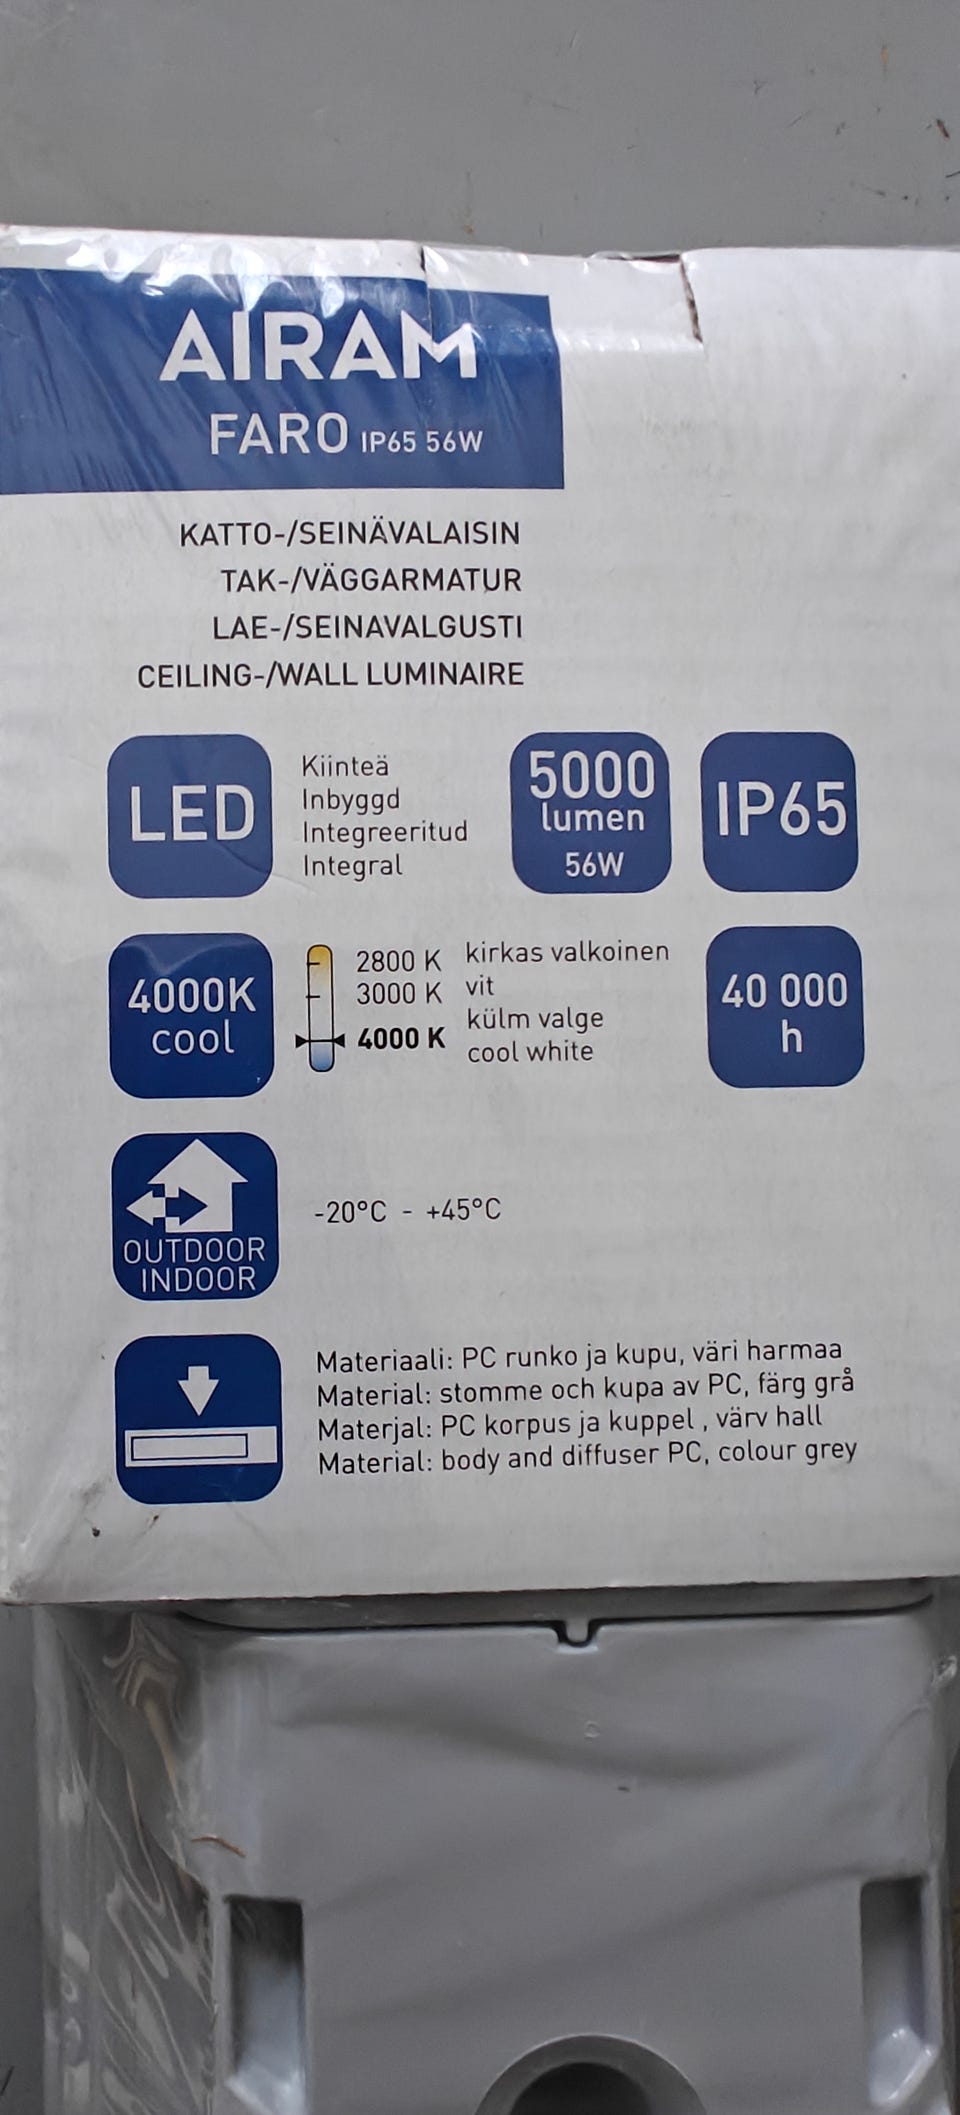 AIRAM
FARO IP65 56W
KATTO-/SEINÄVALAISIN
TAK-/VÄGGARMATUR
LAE-/SEINAVALGUSTI
CEILING-/WALL LUMINAIRE
LED
Kiinteä
Inbyggd
Integreeritud
Integral
5000
lumen
56W
IP65
4000K
cool
2800 K
3000 K
4000 K
kirkas valkoinen
vit
külm valge
cool white
40 000
h
OUTDOOR
INDOOR
-20°C - +45°C
Materiaali: PC runko ja kupu, väri harmaa
Material: stomme och kupa av PC, färg grå
Materjal: PC korpus ja kuppel , värv hall
Material: body and diffuser PC, colour grey